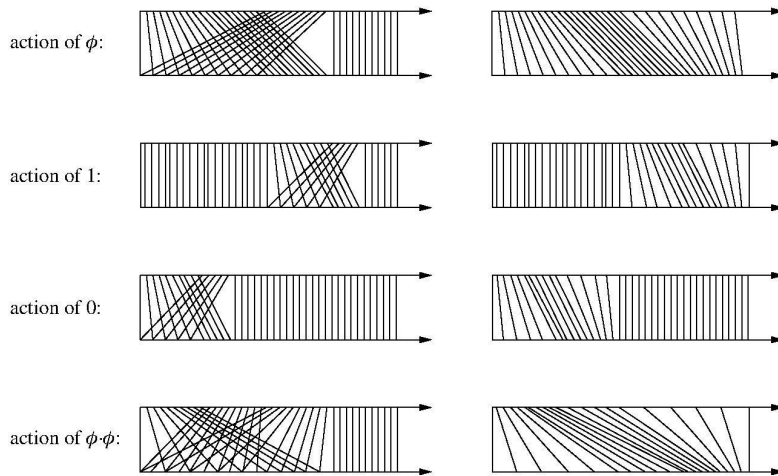 action of ϕ:
action of 1:
action of 0:
action of ϕ·ϕ: